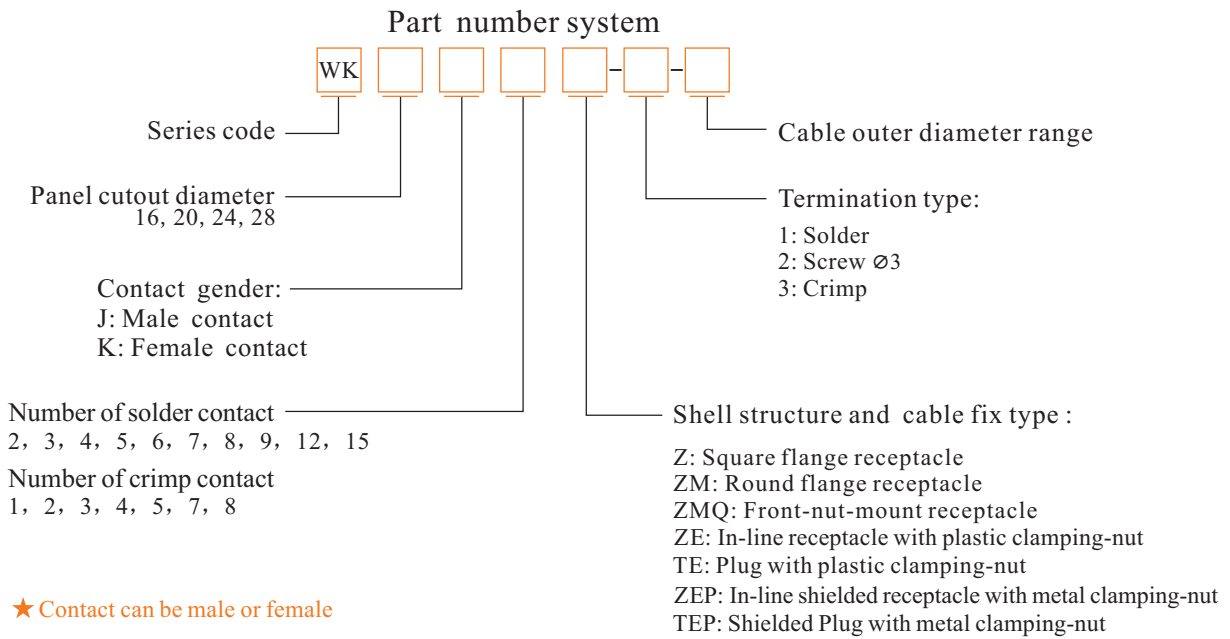 Part number system
WK - -
Series code
Panel cutout diameter
16, 20, 24, 28
Contact gender:
J: Male contact
K: Female contact
Number of solder contact
2, 3, 4, 5, 6, 7, 8, 9, 12, 15
Number of crimp contact
1, 2, 3, 4, 5, 7, 8
★ Contact can be male or female
Cable outer diameter range
Termination type:
1: Solder
2: Screw ∅3
3: Crimp
Shell structure and cable fix type :
Z: Square flange receptacle
ZM: Round flange receptacle
ZMQ: Front-nut-mount receptacle
ZE: In-line receptacle with plastic clamping-nut
TE: Plug with plastic clamping-nut
ZEP: In-line shielded receptacle with metal clamping-nut
TEP: Shielded Plug with metal clamping-nut